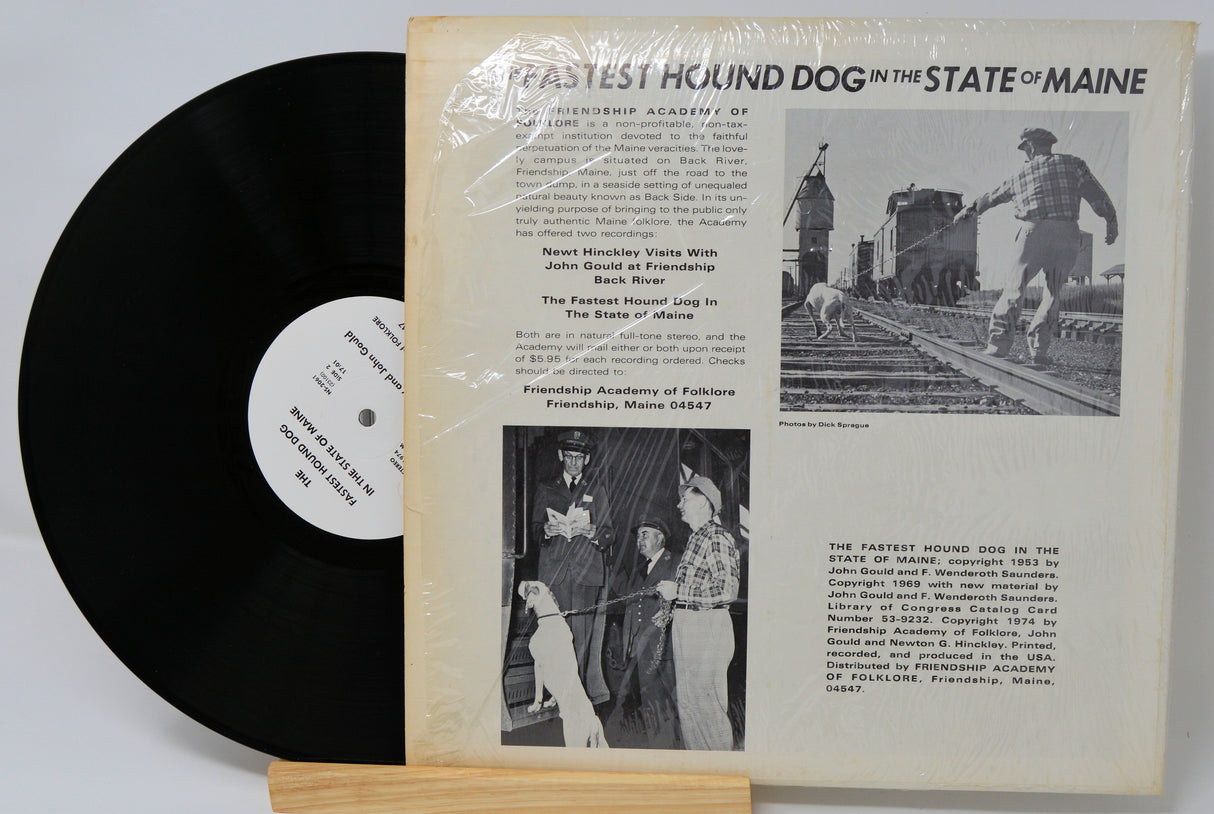 THE FASTEST HOUND DOG IN THE STATE OF MAINE
The FRIENDSHIP ACADEMY OF
FOLKLORE is a non-profitable, non-tax-
exempt institution devoted to the faithful
perpetuation of the Maine veracities. The love-
ly campus is situated on Back River,
Friendship, Maine, just off the road to the
town dump, in a seaside setting of unequaled
natural beauty known as Back Side. In its un-
yielding purpose of bringing to the public only
truly authentic Maine folklore, the Academy
has offered two recordings:
Newt Hinckley Visits With
John Gould at Friendship
Back River
The Fastest Hound Dog In
The State of Maine
Both are in natural full-tone stereo, and the
Academy will mail either or both upon receipt
of $5.95 for each recording ordered. Checks
should be directed to:
Friendship Academy of Folklore
Friendship, Maine 04547
Photos by Dick Sprague
THE FASTEST HOUND DOG IN THE
STATE OF MAINE; copyright 1953 by
John Gould and F. Wenderoth Saunders.
Copyright 1969 with new material by
John Gould and F. Wenderoth Saunders.
Library of Congress Catalog Card
Number 53-9232. Copyright 1974 by
Friendship Academy of Folklore, John
Gould and Newton G. Hinckley. Printed,
recorded, and produced in the USA.
Distributed by FRIENDSHIP ACADEMY
OF FOLKLORE, Friendship, Maine,
04547.
THE
FASTEST HOUND DOG
IN THE STATE OF MAINE
SIDE 2
17:01
and John Gould
FOLKLORE